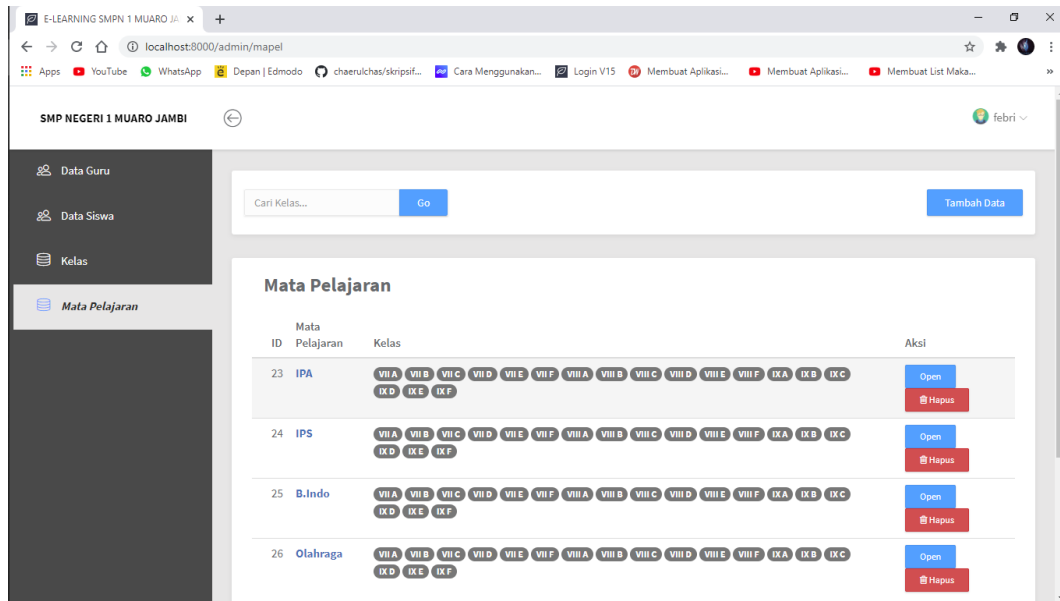 E-LEARNING SMPN 1 MUARO JA
localhost:8000/admin/mapel
Apps YouTube WhatsApp Depan | Edmodo chaerulchas/skripsif... Cara Menggunakan... Login V15 Membuat Aplikasi... Membuat Aplikasi... Membuat List Maka... »
SMP NEGERI 1 MUARO JAMBI febri
Data Guru
Data Siswa
Kelas
Mata Pelajaran
Cari Kelas... Go Tambah Data
Mata Pelajaran
ID Mata Pelajaran Kelas Aksi
23 IPA VII A VII B VII C VII D VII E VII F VIII A VIII B VIII C VIII D VIII E VIII F IX A IX B IX C Open
IX D IX E IX F Hapus
24 IPS VII A VII B VII C VII D VII E VII F VIII A VIII B VIII C VIII D VIII E VIII F IX A IX B IX C Open
IX D IX E IX F Hapus
25 B.Indo VII A VII B VII C VII D VII E VII F VIII A VIII B VIII C VIII D VIII E VIII F IX A IX B IX C Open
IX D IX E IX F Hapus
26 Olahraga VII A VII B VII C VII D VII E VII F VIII A VIII B VIII C VIII D VIII E VIII F IX A IX B IX C Open
IX D IX E IX F Hapus